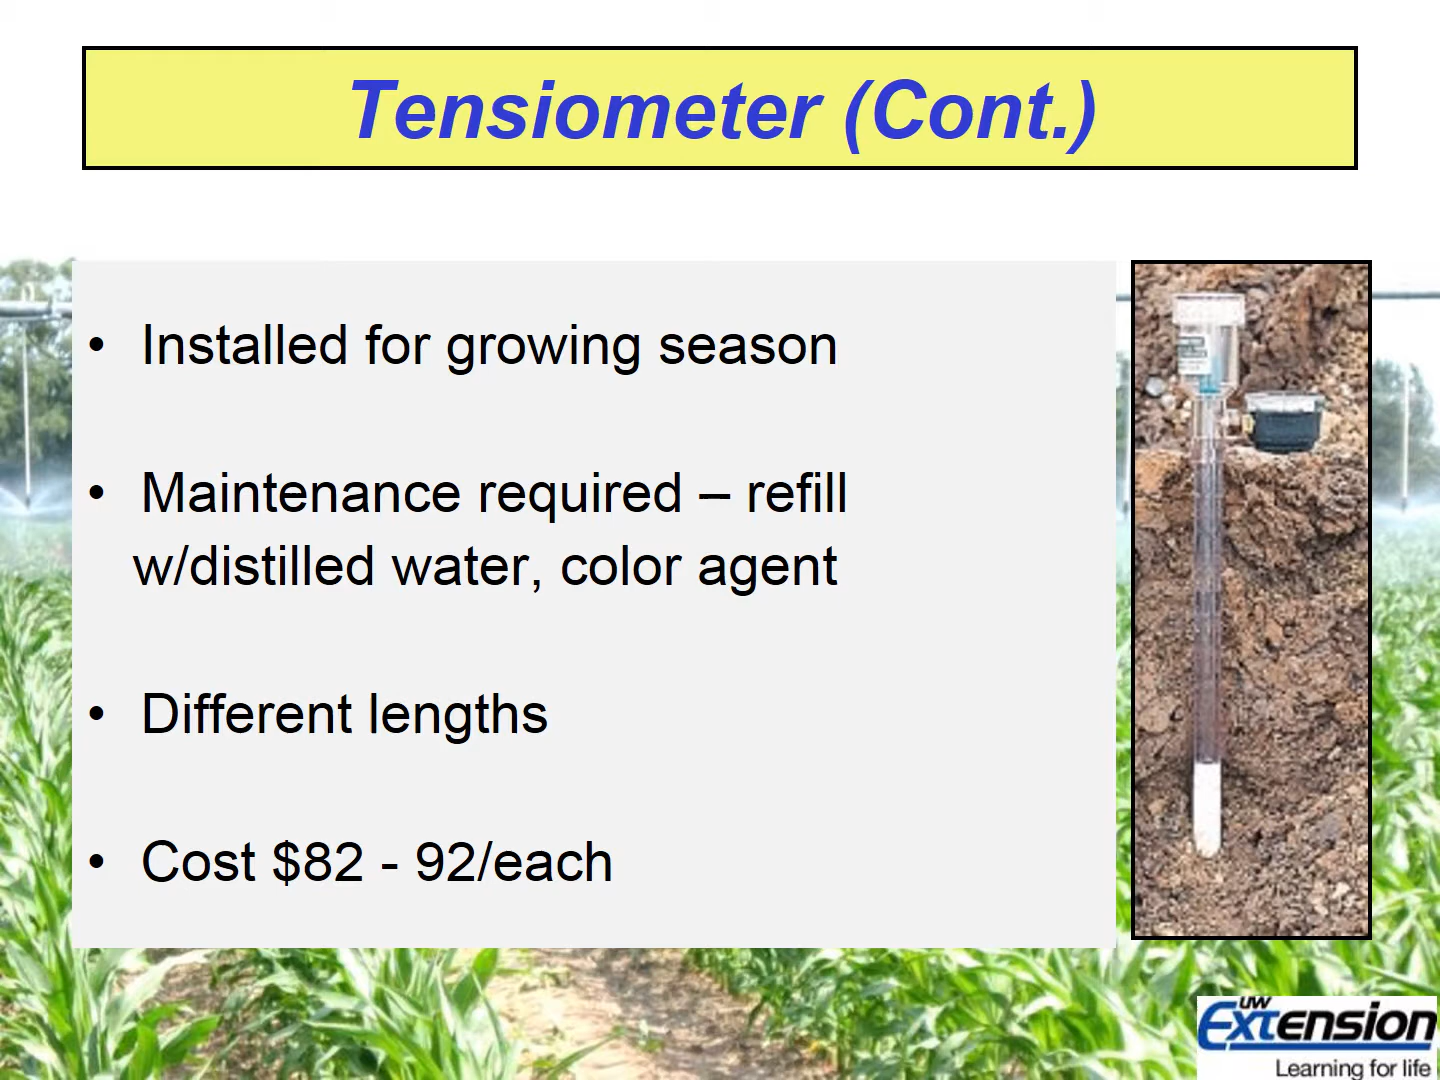 Tensiometer (Cont.)
• Installed for growing season
• Maintenance required – refill
w/distilled water, color agent
• Different lengths
• Cost $82 - 92/each
UW
Extension
Learning for life